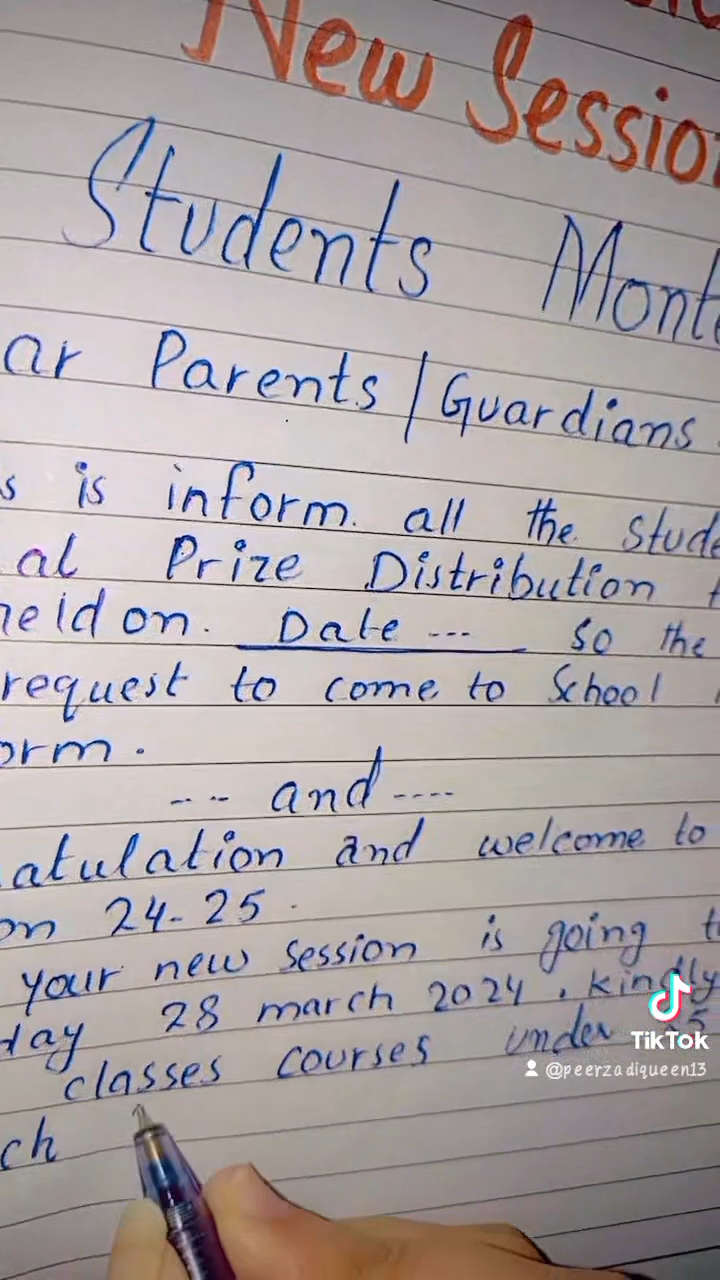 New Sessio
Students Mont
ar Parents / Guardians
s is inform. all the stude
al Prize Distribution
held on. Date --- so the
request to come to School
orm.
-- -- and ----
atulation and welcome to
on 24-25.
your new session is going t
day 28 march 2024, kindly
classes courses under 25
ch
TikTok
@peerzadiqueen13